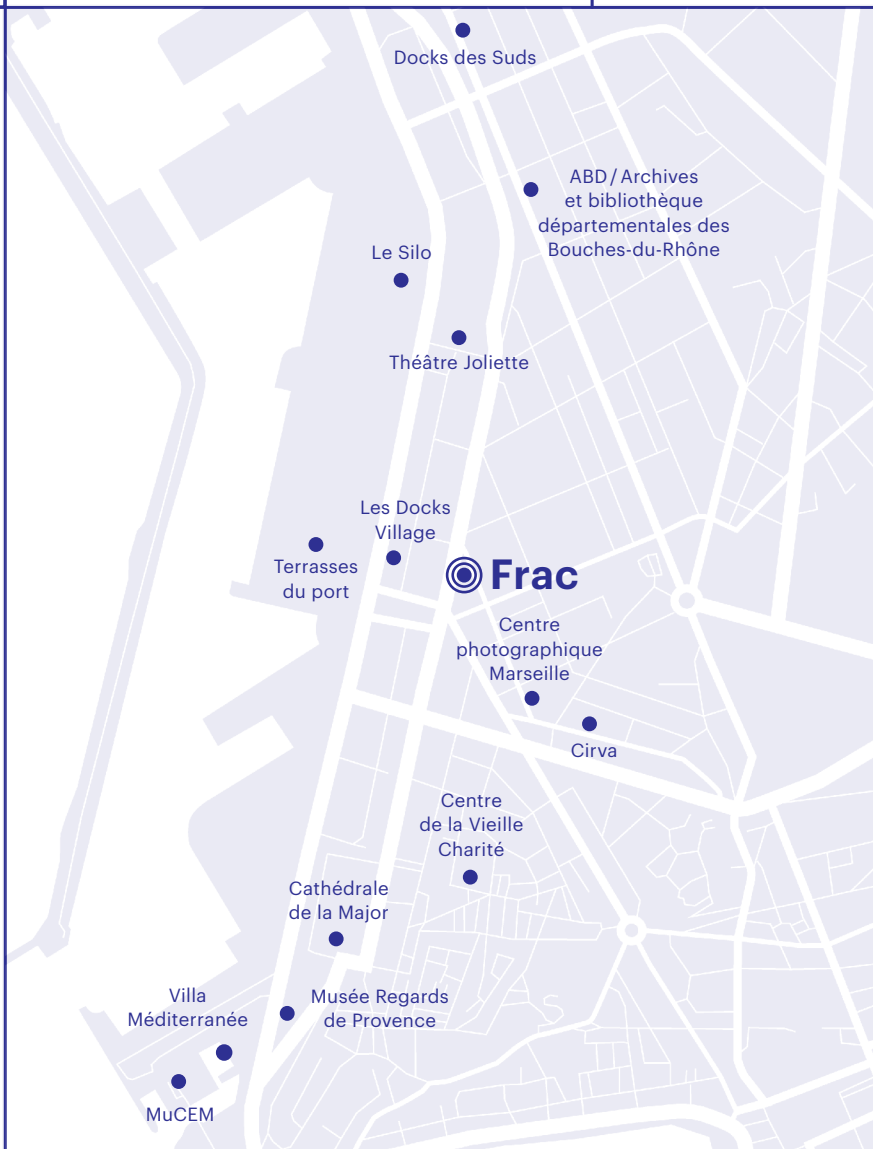 Docks des Suds
ABD / Archives
et bibliothèque
départementales des
Bouches-du-Rhône
Le Silo
Théâtre Joliette
Les Docks
Village
Terrasses
du port
Frac
Centre
photographique
Marseille
Cirva
Centre
de la Vieille
Charité
Cathédrale
de la Major
Villa
Méditerranée
Musée Regards
de Provence
MuCEM